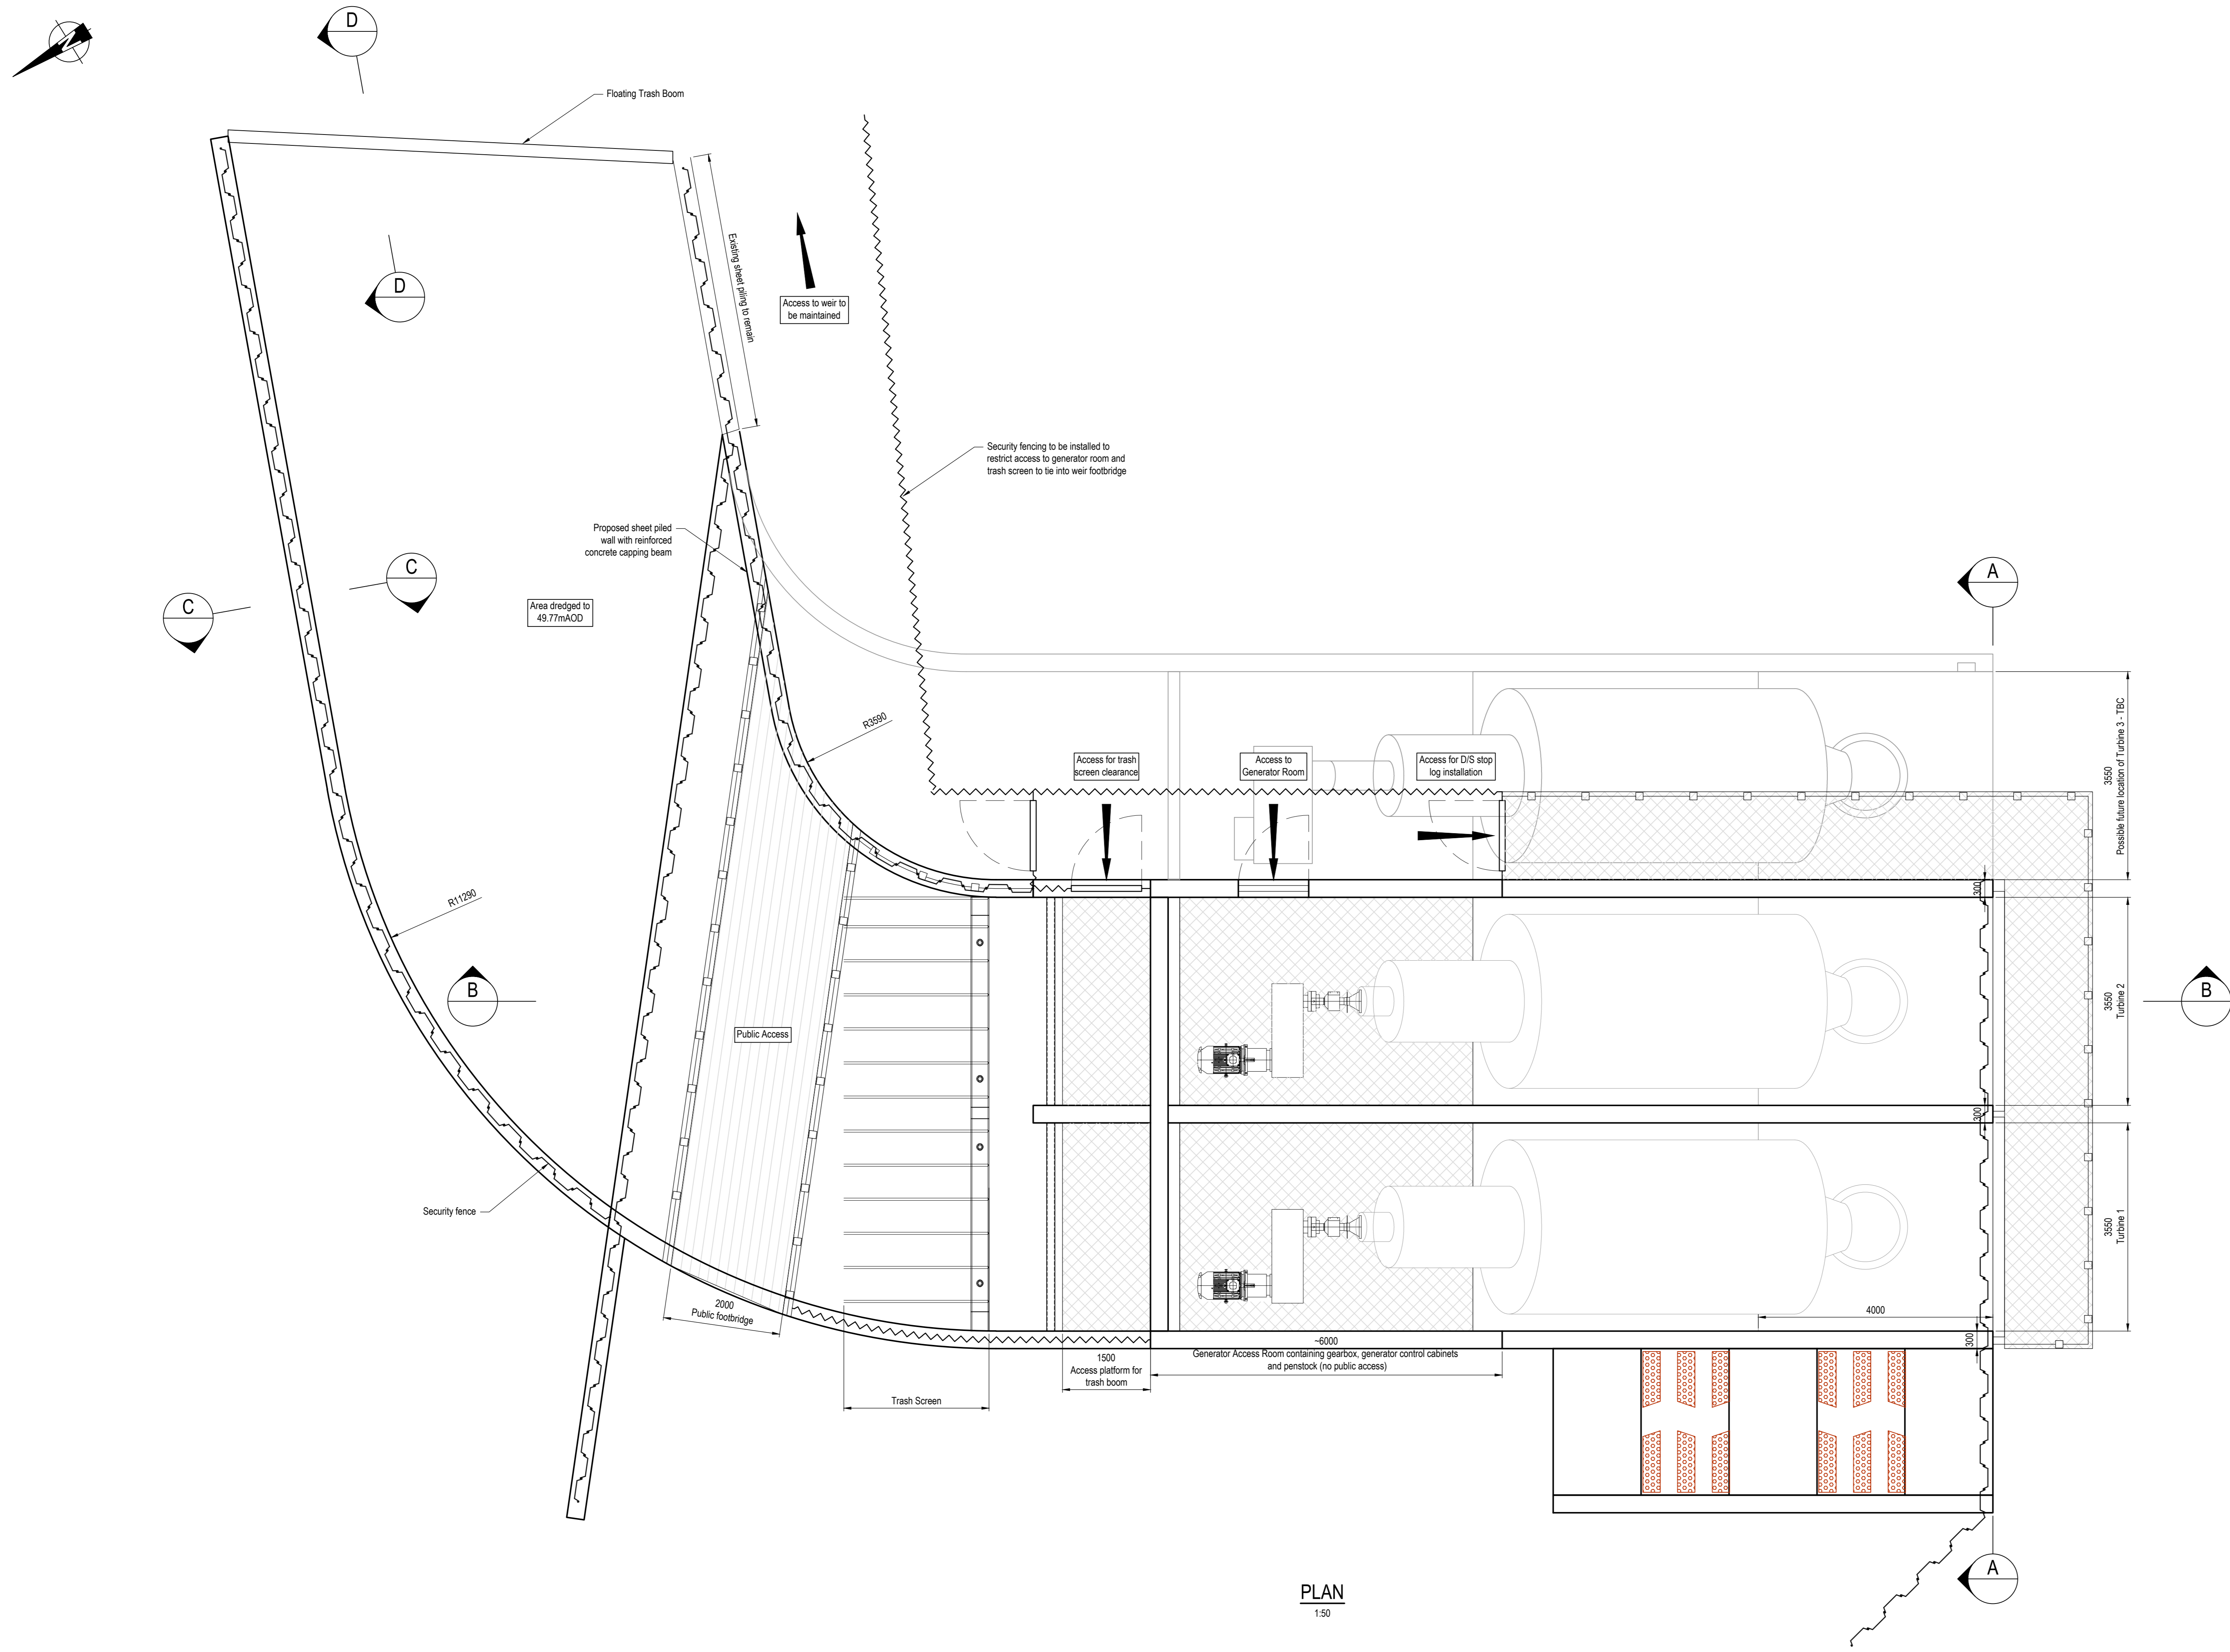 N
D
Floating Trash Boom
D
Existing sheet piling to remain
Access to weir to
be maintained
Security fencing to be installed to
restrict access to generator room and
trash screen to tie into weir footbridge
Proposed sheet piled
wall with reinforced
concrete capping beam
C
C
Area dredged to
49.77mAOD
A
R3590
Access for trash
screen clearance
Access to
Generator Room
Access for D/S stop
log installation
3550
Possible future location of Turbine 3 - TBC
300
R11290
B
Public Access
3550
Turbine 2
B
300
Security fence
3550
Turbine 1
2000
Public footbridge
4000
300
1500
Access platform for
trash boom
~6000
Generator Access Room containing gearbox, generator control cabinets
and penstock (no public access)
Trash Screen
A
PLAN
1:50